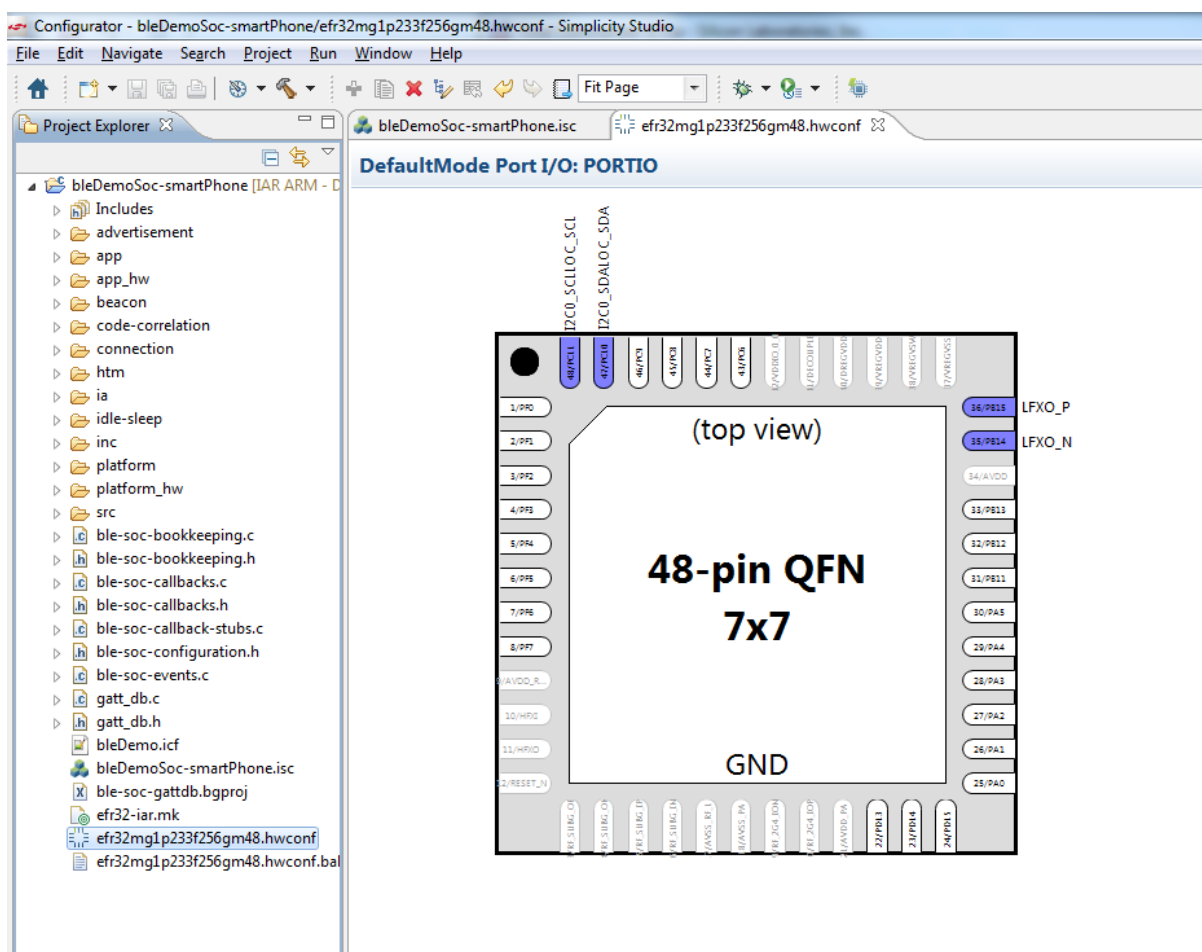 Configurator - bleDemoSoc-smartPhone/efr32mg1p233f256gm48.hwconf - Simplicity Studio
File Edit Navigate Search Project Run Window Help
Fit Page
Project Explorer
bleDemoSoc-smartPhone.isc
efr32mg1p233f256gm48.hwconf
DefaultMode Port I/O: PORTIO
bleDemoSoc-smartPhone [IAR ARM - D
Includes
advertisement
app
app_hw
beacon
code-correlation
connection
htm
ia
idle-sleep
inc
platform
platform_hw
src
ble-soc-bookkeeping.c
ble-soc-bookkeeping.h
ble-soc-callbacks.c
ble-soc-callbacks.h
ble-soc-callback-stubs.c
ble-soc-configuration.h
ble-soc-events.c
gatt_db.c
gatt_db.h
bleDemo.icf
bleDemoSoc-smartPhone.isc
ble-soc-gattdb.bgproj
efr32-iar.mk
efr32mg1p233f256gm48.hwconf
efr32mg1p233f256gm48.hwconf.bal
I2C0_SCLLOC_SCL
I2C0_SDALOC_SDA
48/PC11
47/PC10
46/PC9
45/PC8
44/PC7
43/PC6
1/PF0
2/PF1
3/PF2
4/PF3
5/PF4
6/PF5
7/PF6
8/PF7
10/HFXI
11/HFXO
(top view)
48-pin QFN
7x7
GND
36/PB15 LFXO_P
35/PB14 LFXO_N
34/AVDD
33/PB13
32/PB12
31/PB11
30/PA5
29/PA4
28/PA3
27/PA2
26/PA1
25/PA0
22/PD13
23/PD14
24/PD15